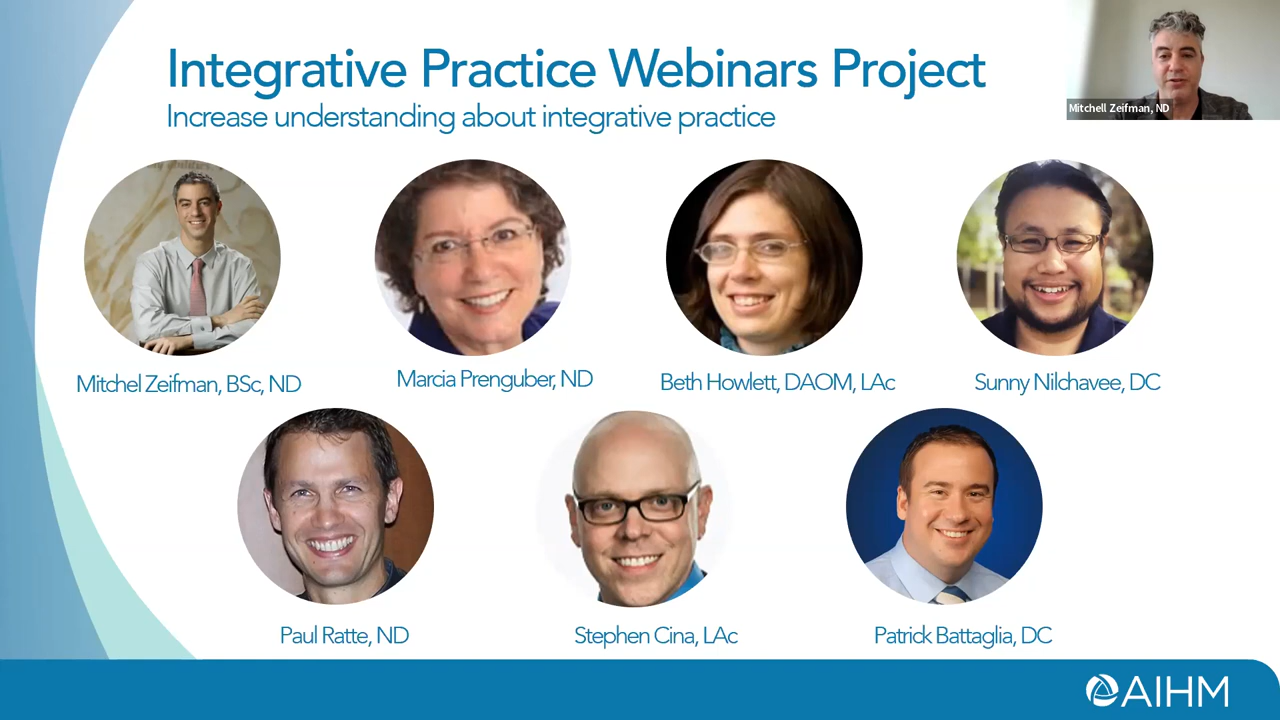 Integrative Practice Webinars Project
Increase understanding about integrative practice
Mitchell Zeifman, ND
Mitchel Zeifman, BSc, ND
Marcia Prenguber, ND
Beth Howlett, DAOM, LAc
Sunny Nilchavee, DC
Paul Ratte, ND
Stephen Cina, LAc
Patrick Battaglia, DC
AIHM